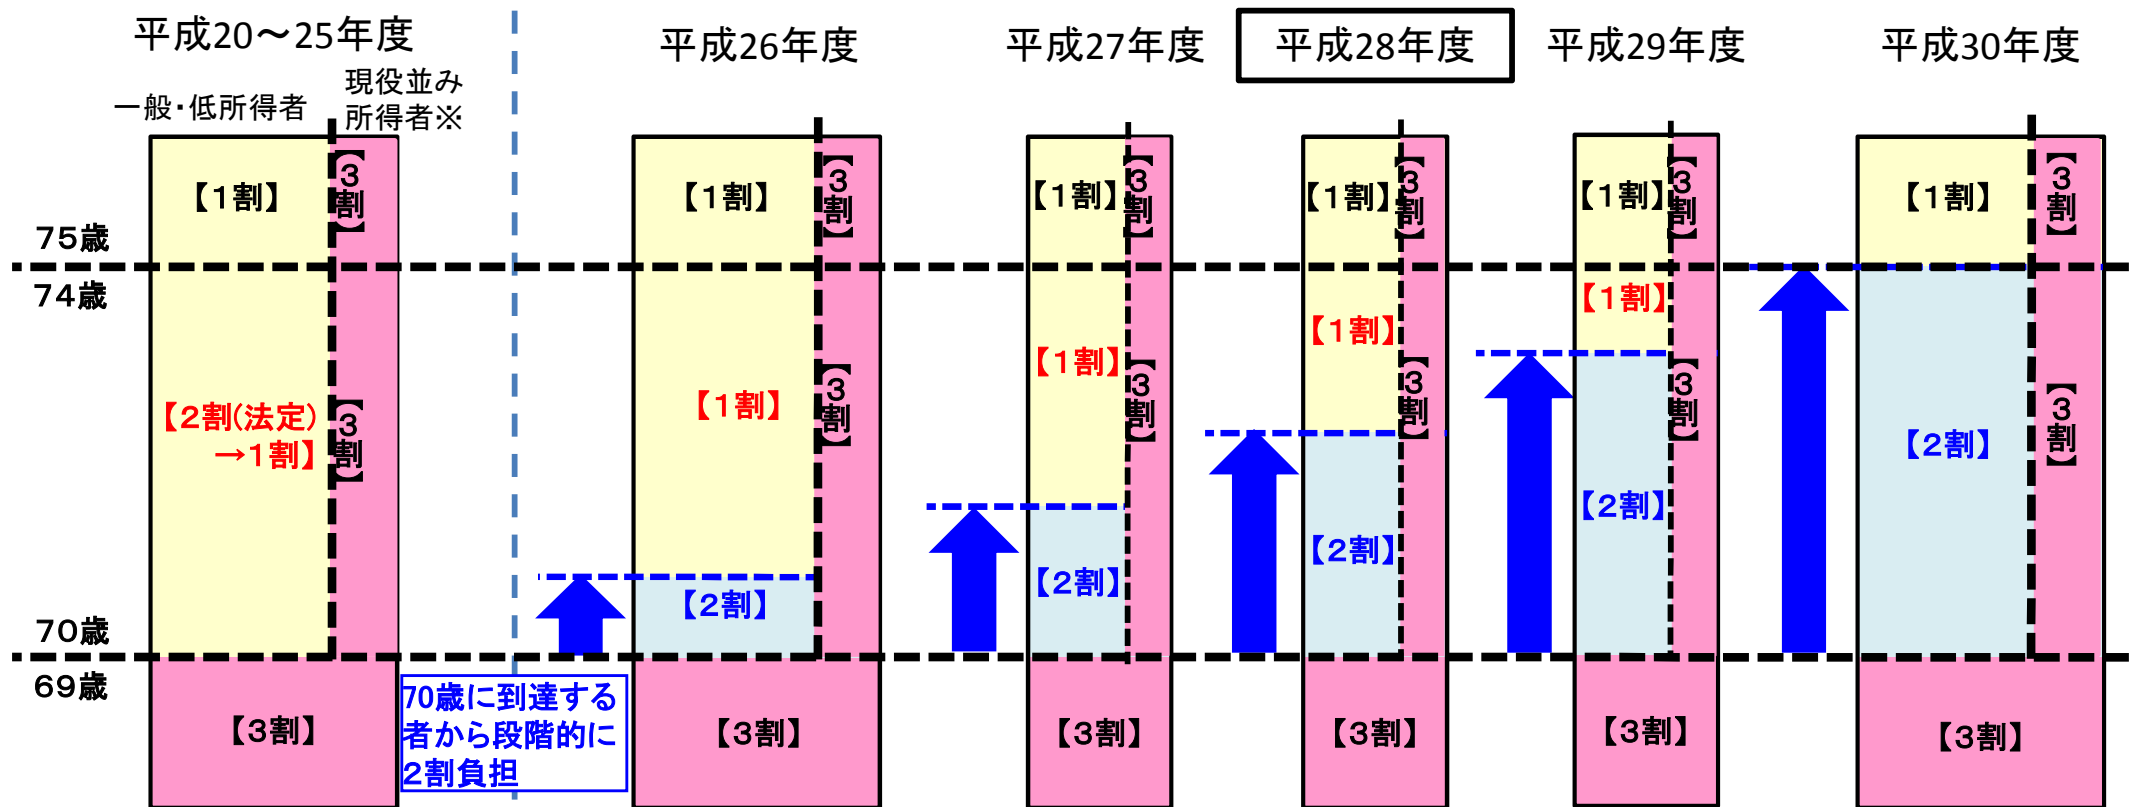 平成20～25年度
平成26年度
平成27年度
平成28年度
平成29年度
平成30年度
一般・低所得者
現役並み
所得者※
【1割】
【3割】
【1割】
【3割】
【1割】
【3割】
【1割】
【3割】
【1割】
【3割】
【1割】
【3割】
75歳
74歳
【2割(法定)
→1割】
【3割】
【1割】
【3割】
【1割】
【3割】
【1割】
【3割】
【1割】
【3割】
【3割】
【2割】
【2割】
【2割】
【2割】
【2割】
70歳
69歳
70歳に到達する
者から段階的に
2割負担
【3割】
【3割】
【3割】
【3割】
【3割】
【3割】